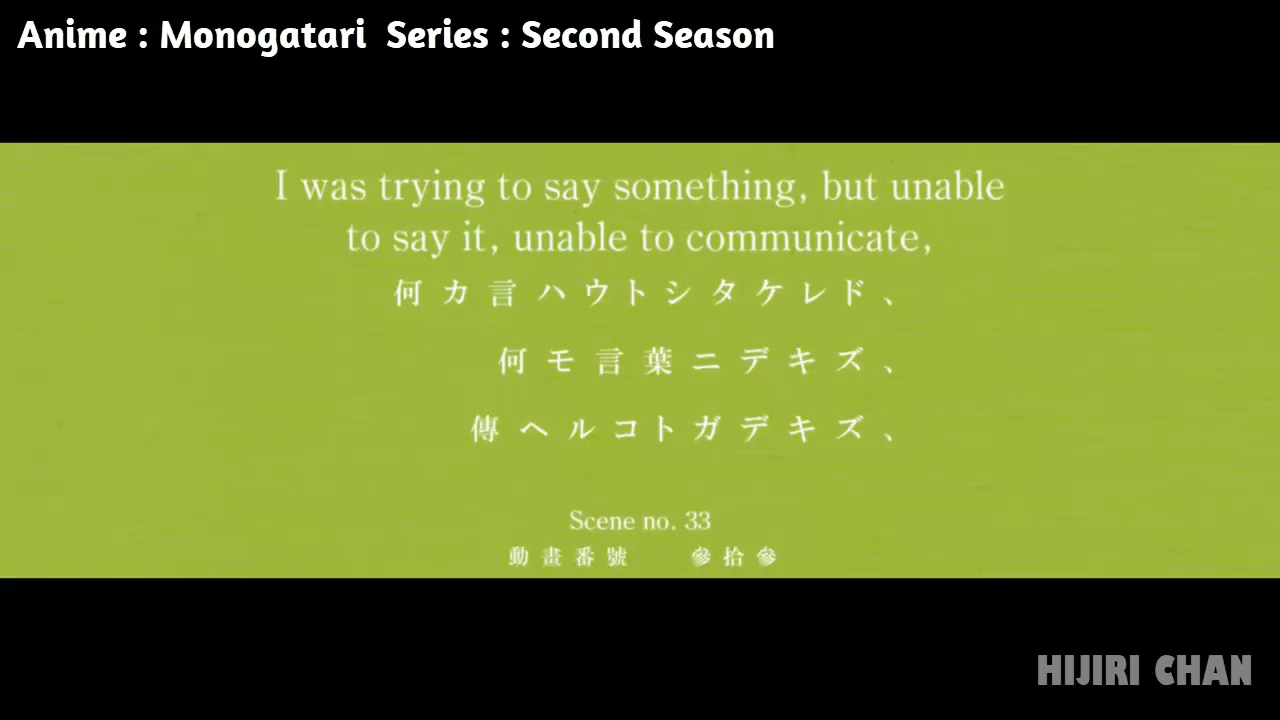 Anime : Monogatari Series : Second Season
I was trying to say something, but unable
to say it, unable to communicate,
何カ言ハウトシタケレド、
何モ言葉ニデキズ、
傳ヘルコトガデキズ、
Scene no. 33
動畫番號 參拾參
HIJIRI CHAN